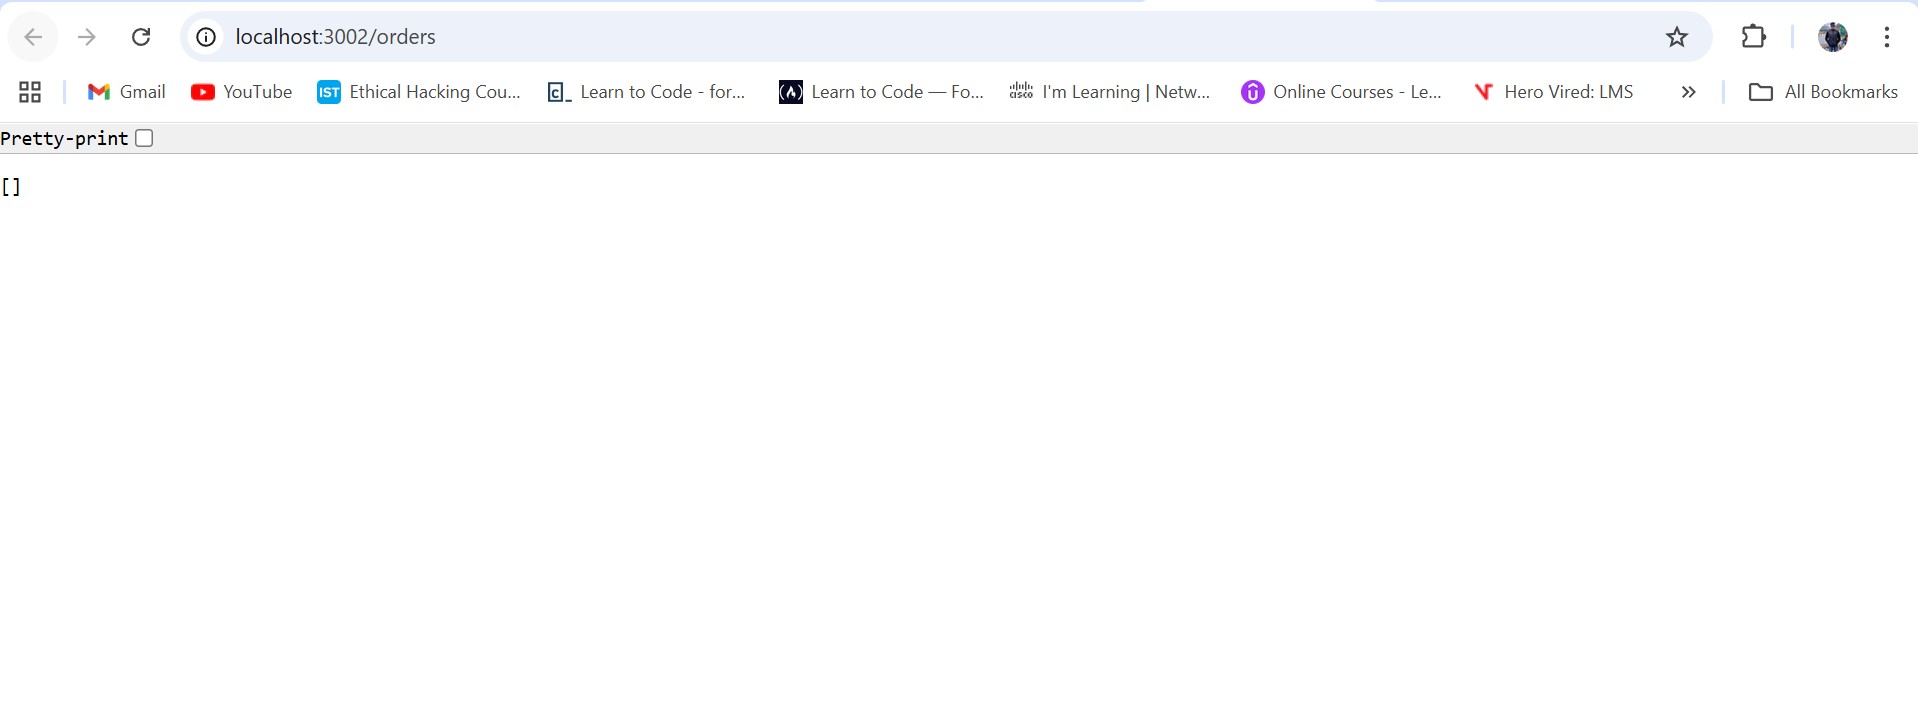 localhost:3002/orders
Gmail YouTube IST Ethical Hacking Cou... Learn to Code - for... Learn to Code — Fo... I'm Learning | Netw... Online Courses - Le... Hero Vired: LMS » All Bookmarks
Pretty-print
[]